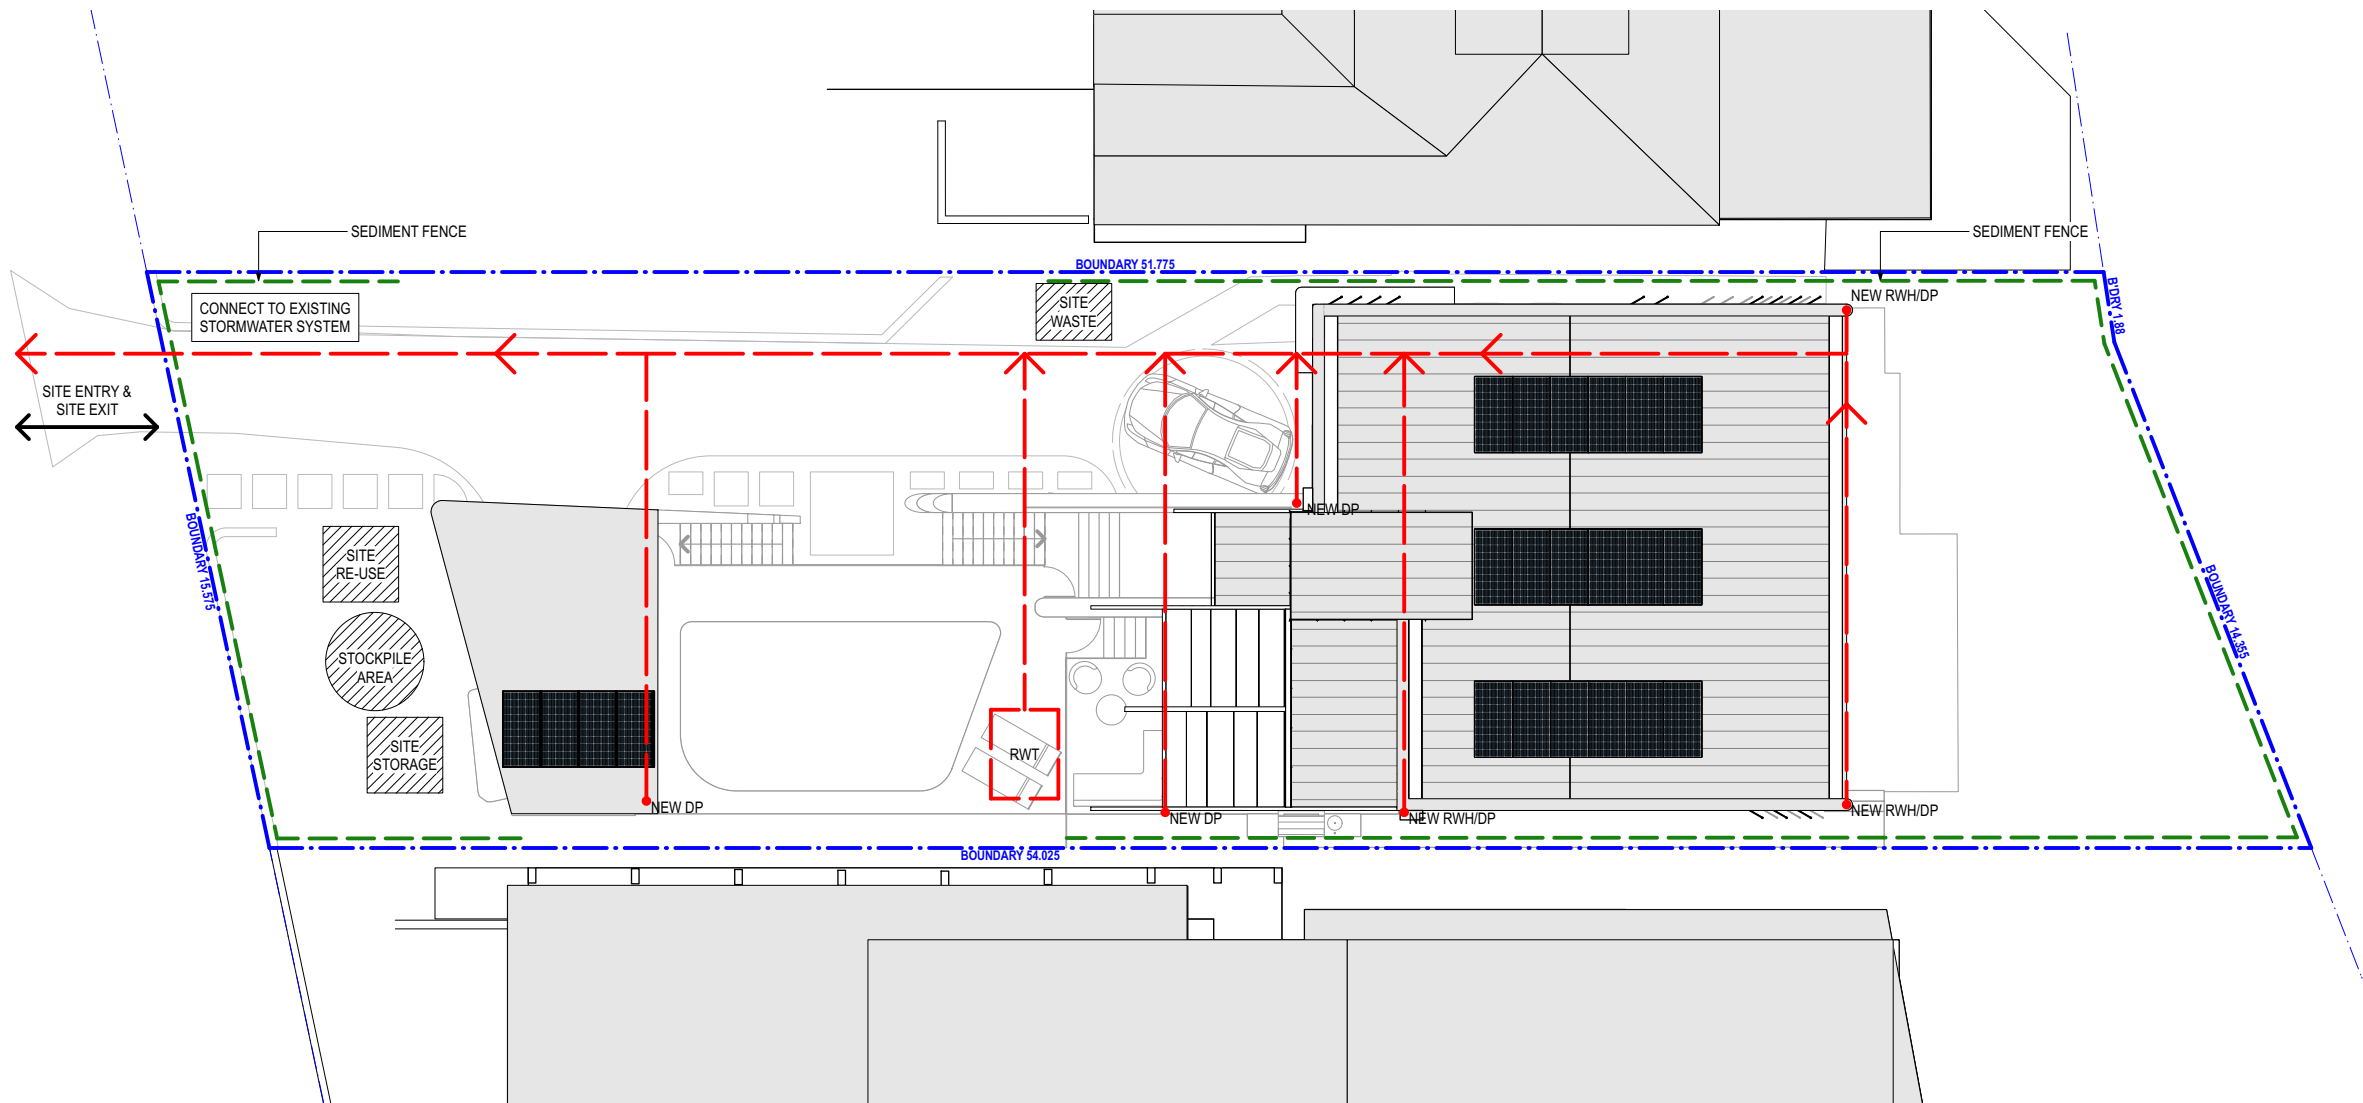 SEDIMENT FENCE
SEDIMENT FENCE
BOUNDARY 51.775
B'DRY 1.88
CONNECT TO EXISTING
STORMWATER SYSTEM
SITE
WASTE
NEW RWH/DP
SITE ENTRY &
SITE EXIT
NEW DP
BOUNDARY 15.575
SITE
RE-USE
BOUNDARY 14.355
STOCKPILE
AREA
SITE
STORAGE
RWT
NEW DP
NEW DP
NEW RWH/DP
NEW RWH/DP
BOUNDARY 54.025